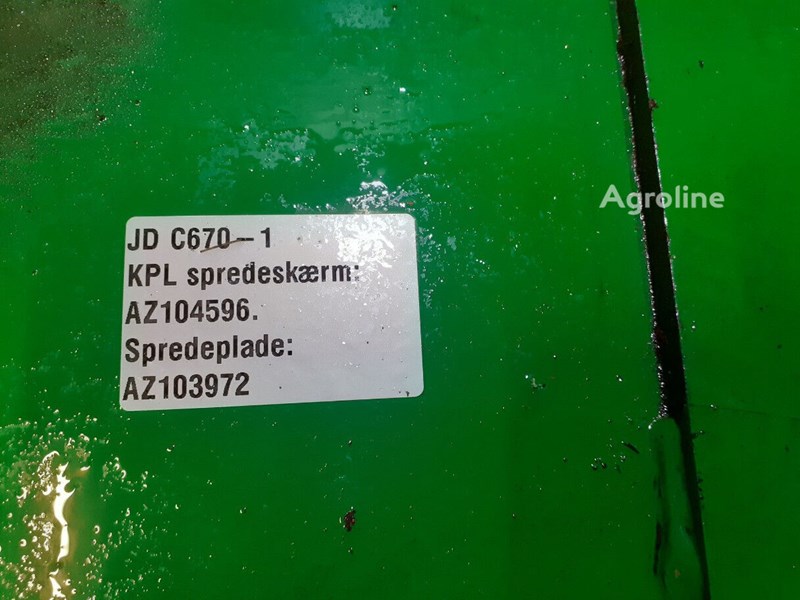 JD C670-1
KPL spredeskærm:
AZ104596.
Spredeplade:
AZ103972
Agroline